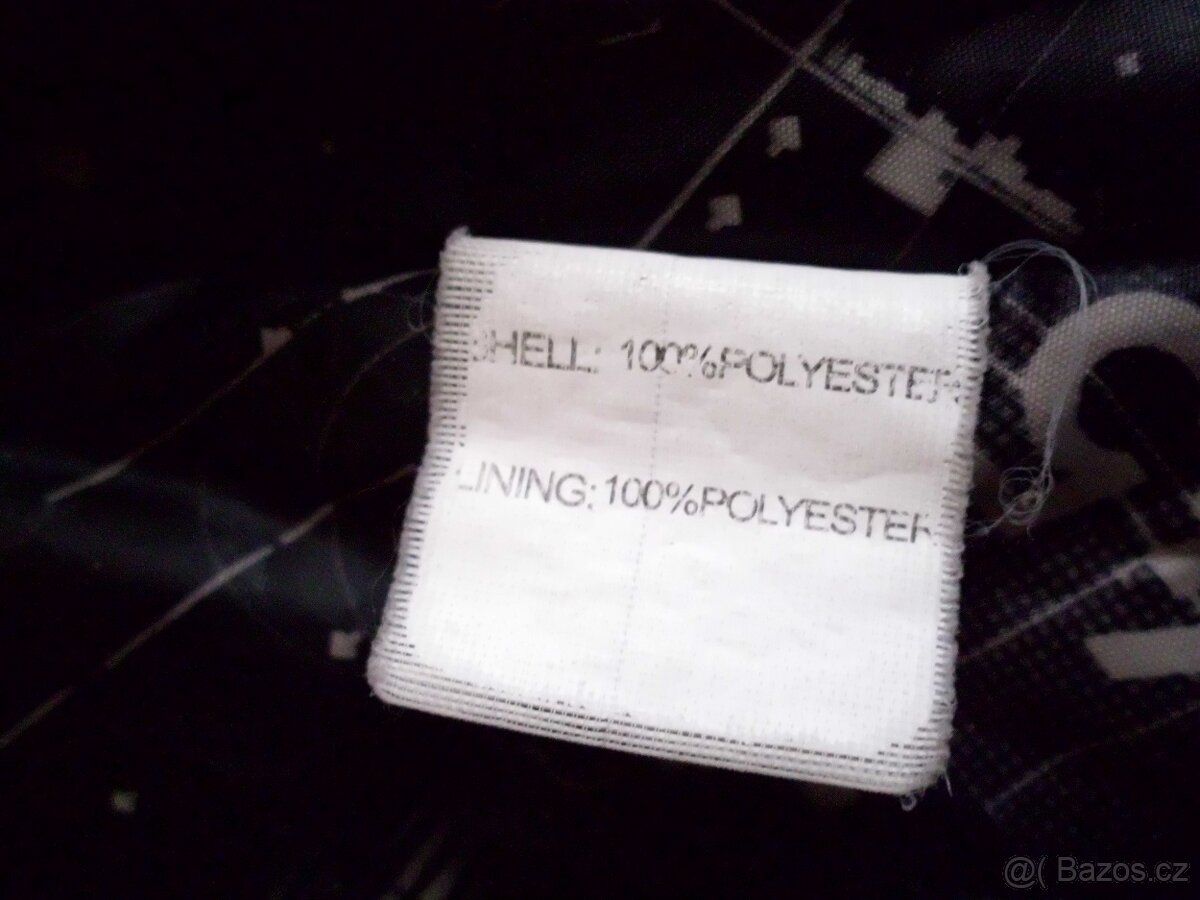 SHELL: 100%POLYESTER
LINING:100%POLYESTER
@( Bazos.cz